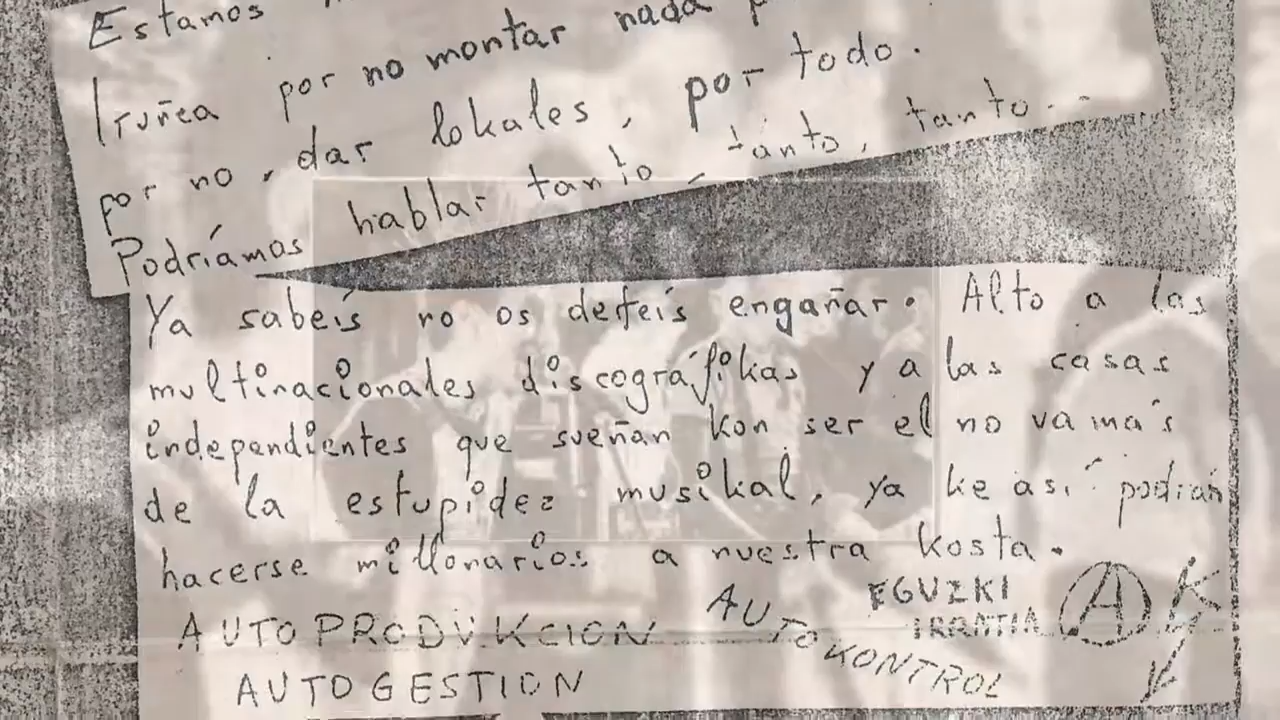 Estamos
Iruñea por no montar nada
por no, dar lokales, por todo.
Podríamos hablar tanto, tanto, tanto...
Ya sabeis no os dejeis engañar. Alto a las
multinacionales discográfikas y a las casas
independientes que sueñan kon ser el no va más
de la estupidez musikal, ya ke así podrán
hacerse millonarios a nuestra kosta.
AUTOPRODUKCION
AUTOGESTION
AUTOKONTROL
EGUZKI
IRRATIA
A K